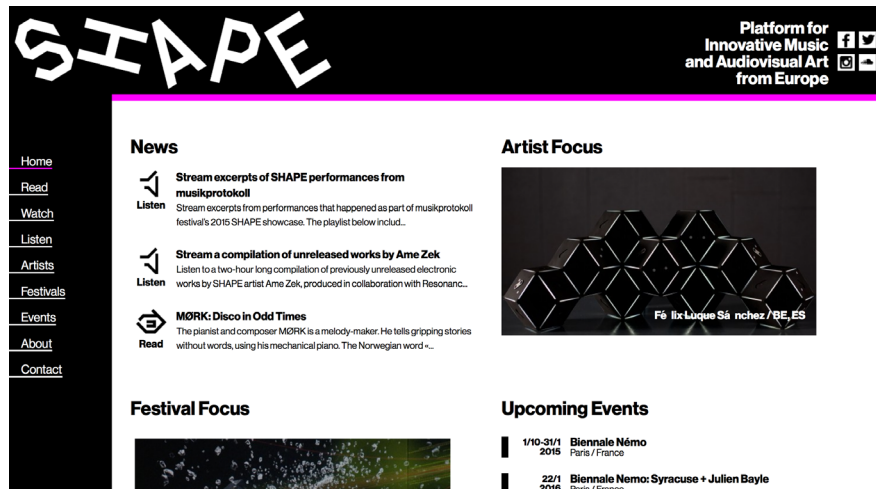 SHAPE
Platform for
Innovative Music
and Audiovisual Art
from Europe
Home
Read
Watch
Listen
Artists
Festivals
Events
About
Contact
News
Listen
Stream excerpts of SHAPE performances from
musikprotokoll
Stream excerpts from performances that happened as part of musikprotokoll
festival's 2015 SHAPE showcase. The playlist below includ...
Listen
Stream a compilation of unreleased works by Ame Zek
Listen to a two-hour long compilation of previously unreleased electronic
works by SHAPE artist Ame Zek, produced in collaboration with Resonanc...
Read
MØRK: Disco in Odd Times
The pianist and composer MØRK is a melody-maker. He tells gripping stories
without words, using his mechanical piano. The Norwegian word «...
Artist Focus
Fé lix Luque Sá nchez / BE, ES
Festival Focus
Upcoming Events
1/10-31/1 Biennale Némo
2015 Paris / France
22/1 Biennale Nemo: Syracuse + Julien Bayle
2016 Paris / France